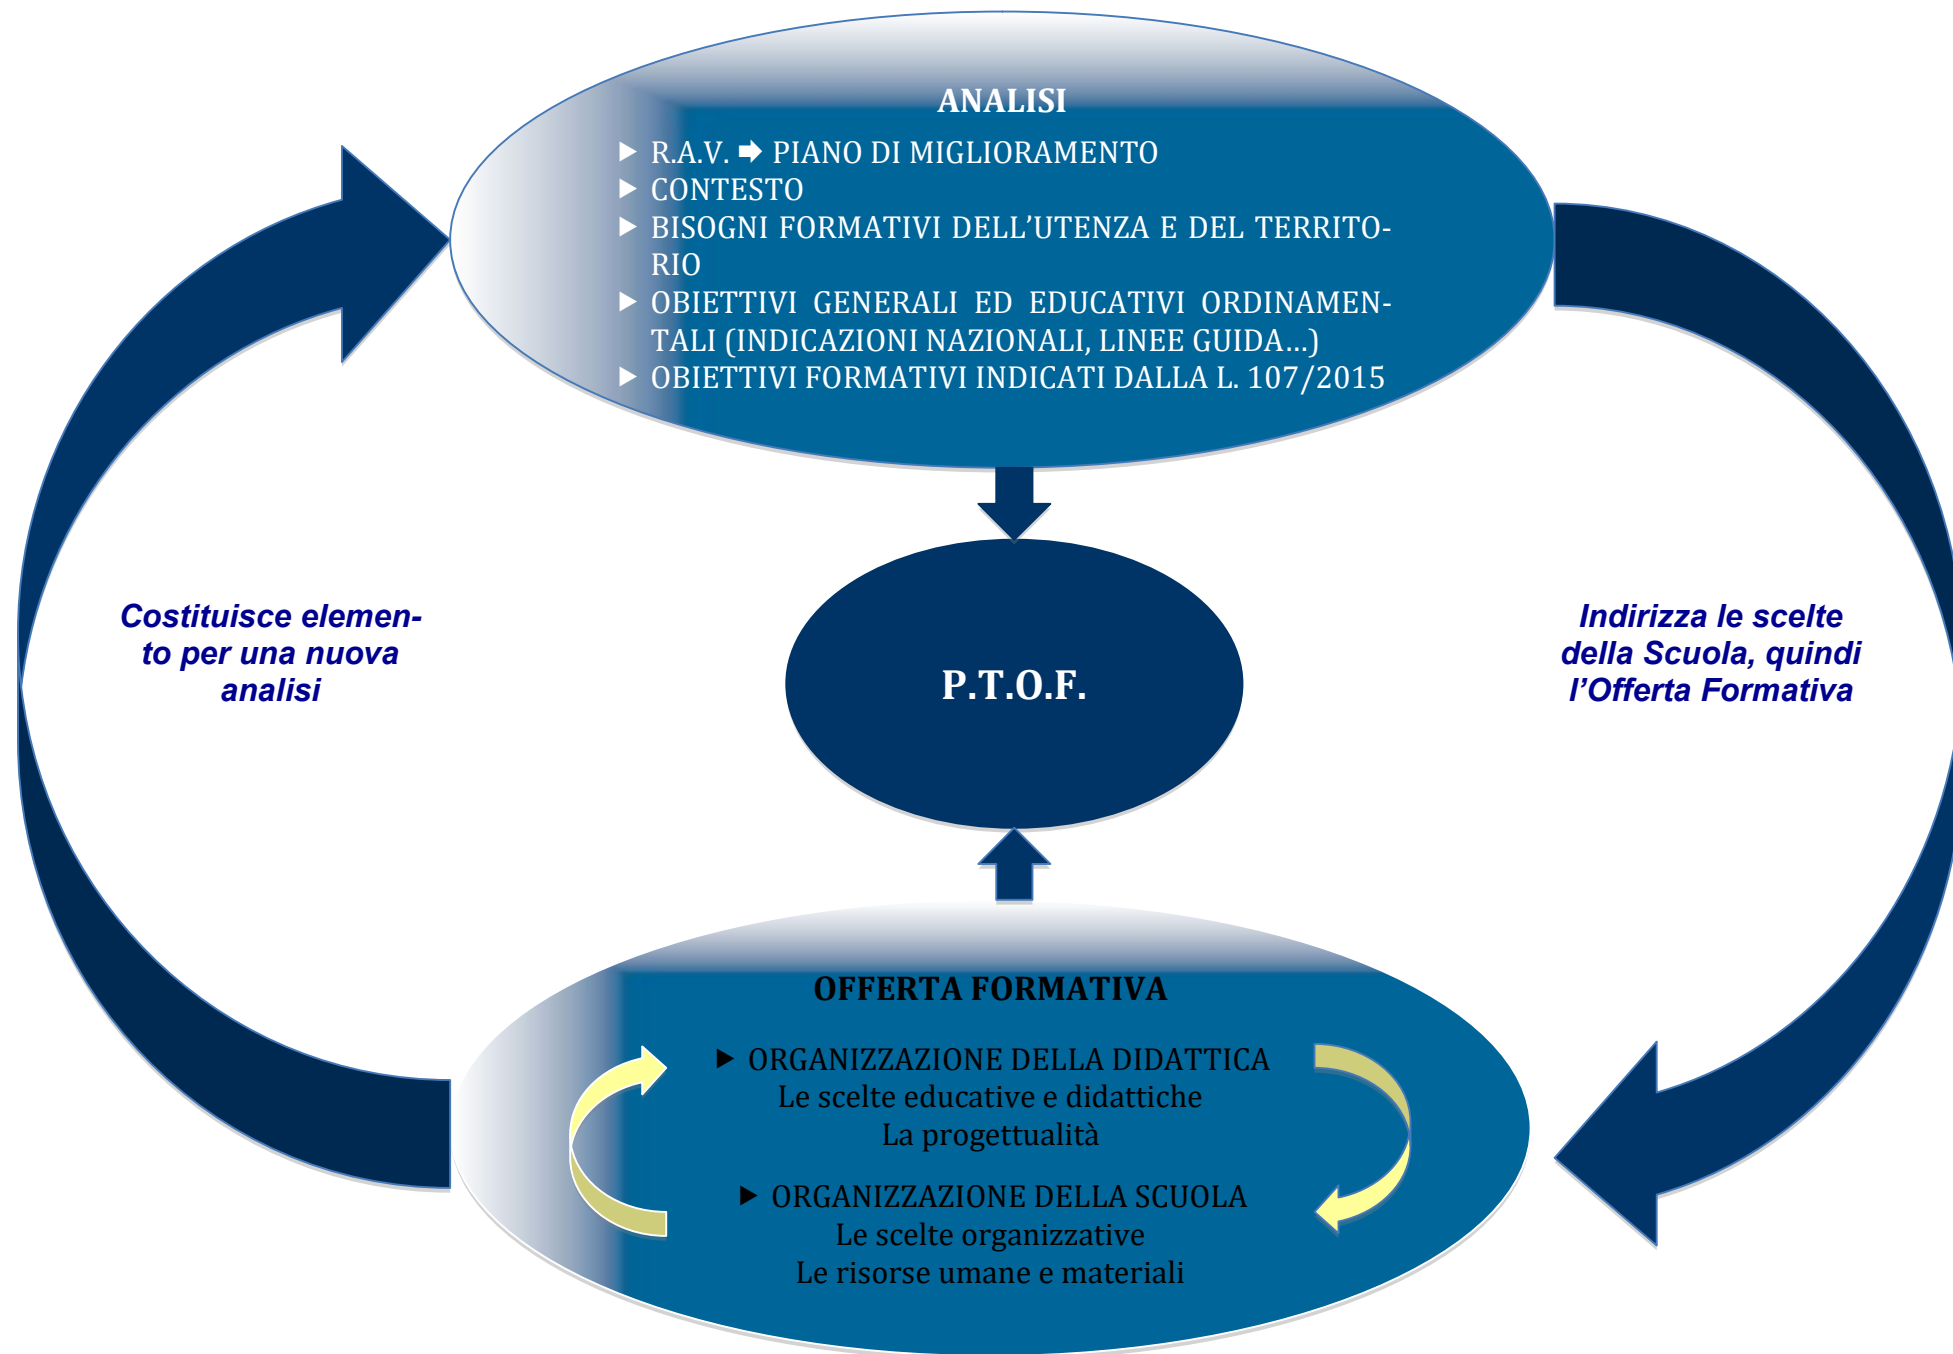 ANALISI
▶ R.A.V. ➡ PIANO DI MIGLIORAMENTO
▶ CONTESTO
▶ BISOGNI FORMATIVI DELL’UTENZA E DEL TERRITO-
RIO
▶ OBIETTIVI GENERALI ED EDUCATIVI ORDINAMEN-
TALI (INDICAZIONI NAZIONALI, LINEE GUIDA…)
▶ OBIETTIVI FORMATIVI INDICATI DALLA L. 107/2015
Costituisce elemen-
to per una nuova
analisi
P.T.O.F.
Indirizza le scelte
della Scuola, quindi
l’Offerta Formativa
OFFERTA FORMATIVA
▶ ORGANIZZAZIONE DELLA DIDATTICA
Le scelte educative e didattiche
La progettualità
▶ ORGANIZZAZIONE DELLA SCUOLA
Le scelte organizzative
Le risorse umane e materiali